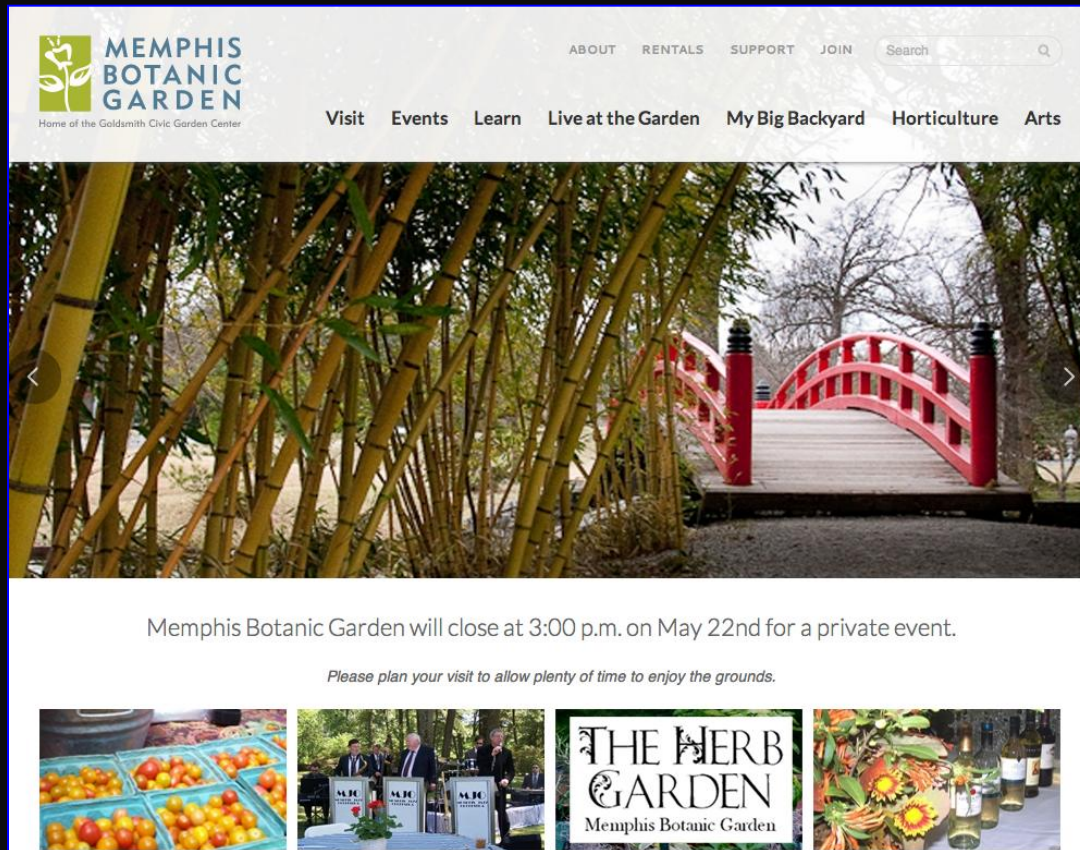 MEMPHIS
BOTANIC
GARDEN
Home of the Goldsmith Civic Garden Center
ABOUT RENTALS SUPPORT JOIN Search
Visit Events Learn Live at the Garden My Big Backyard Horticulture Arts
Memphis Botanic Garden will close at 3:00 p.m. on May 22nd for a private event.
Please plan your visit to allow plenty of time to enjoy the grounds.
MJO MJO MJO
THE HERB
GARDEN
Memphis Botanic Garden